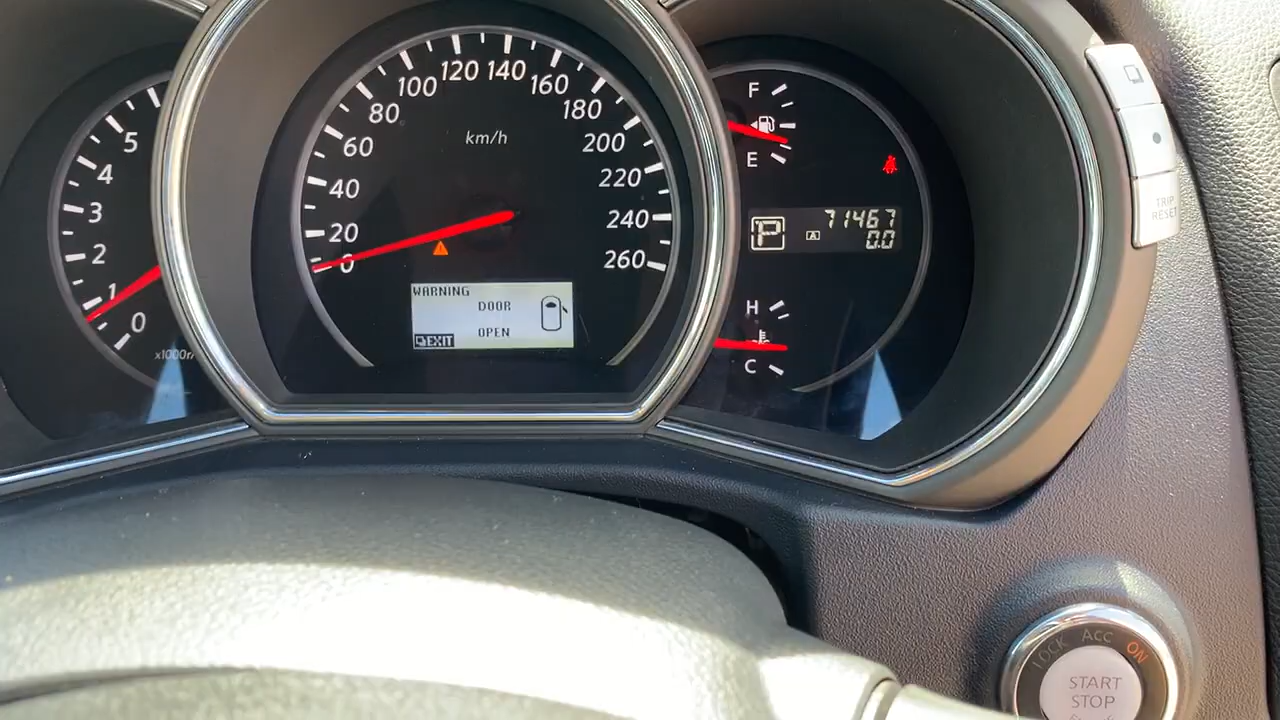 5
4
3
2
1
0
x1000r
0
20
40
60
80
100
120
140
160
180
200
220
240
260
km/h
WARNING
DOOR
OPEN
EXIT
F
E
P
71467
A 0.0
H
C
TRIP
RESET
LOCK ACC ON
START
STOP